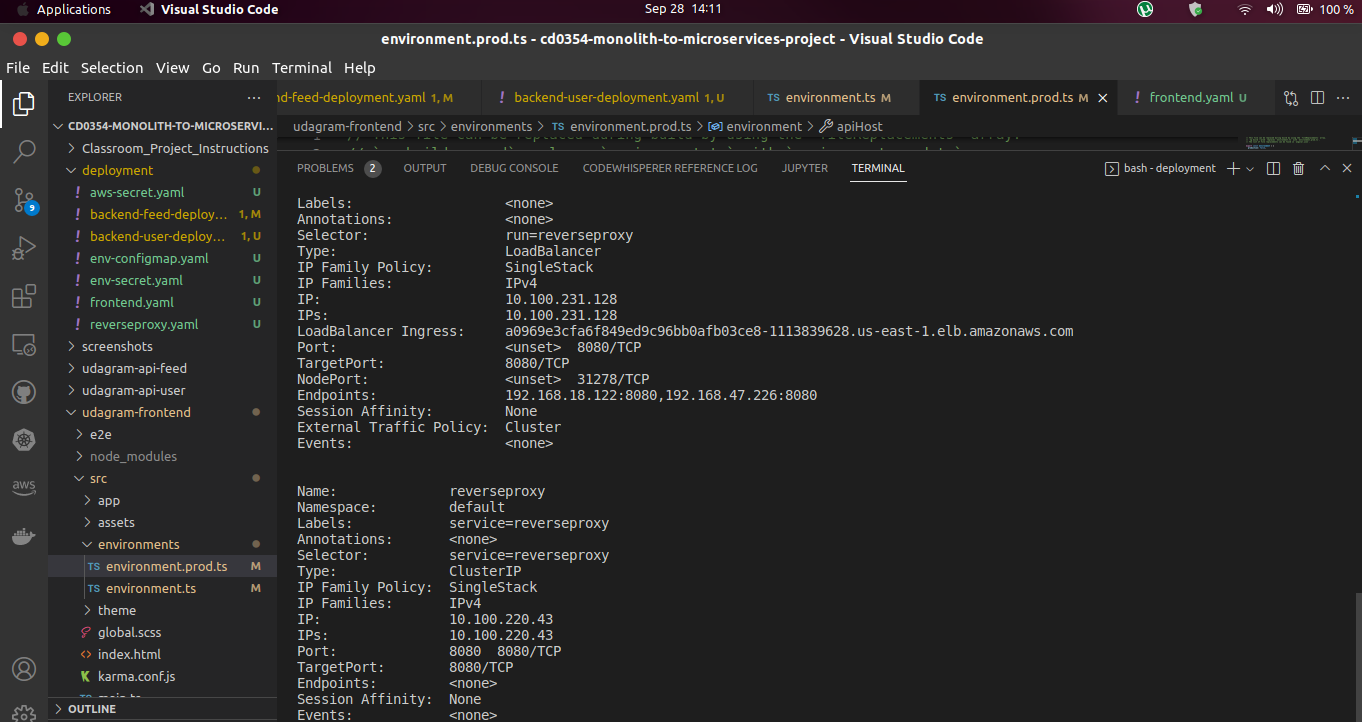 Applications Visual Studio Code Sep 28 14:11 100 %
environment.prod.ts - cd0354-monolith-to-microservices-project - Visual Studio Code
File Edit Selection View Go Run Terminal Help
EXPLORER
nd-feed-deployment.yaml 1, M
backend-user-deployment.yaml 1, U
TS environment.ts M
TS environment.prod.ts M
frontend.yaml U
udagram-frontend > src > environments > TS environment.prod.ts > environment > apiHost
CD0354-MONOLITH-TO-MICROSERVI...
Classroom_Project_Instructions
deployment
aws-secret.yaml U
backend-feed-deploy... 1, M
backend-user-deploy... 1, U
env-configmap.yaml U
env-secret.yaml U
frontend.yaml U
reverseproxy.yaml U
screenshots
udagram-api-feed
udagram-api-user
udagram-frontend
e2e
node_modules
src
app
assets
environments
TS environment.prod.ts M
TS environment.ts M
theme
global.scss
index.html
karma.conf.js
OUTLINE
9
aws
PROBLEMS 2 OUTPUT DEBUG CONSOLE CODEWHISPERER REFERENCE LOG JUPYTER TERMINAL bash - deployment
Labels: <none>
Annotations: <none>
Selector: run=reverseproxy
Type: LoadBalancer
IP Family Policy: SingleStack
IP Families: IPv4
IP: 10.100.231.128
IPs: 10.100.231.128
LoadBalancer Ingress: a0969e3cfa6f849ed9c96bb0afb03ce8-1113839628.us-east-1.elb.amazonaws.com
Port: <unset> 8080/TCP
TargetPort: 8080/TCP
NodePort: <unset> 31278/TCP
Endpoints: 192.168.18.122:8080,192.168.47.226:8080
Session Affinity: None
External Traffic Policy: Cluster
Events: <none>
Name: reverseproxy
Namespace: default
Labels: service=reverseproxy
Annotations: <none>
Selector: service=reverseproxy
Type: ClusterIP
IP Family Policy: SingleStack
IP Families: IPv4
IP: 10.100.220.43
IPs: 10.100.220.43
Port: 8080 8080/TCP
TargetPort: 8080/TCP
Endpoints: <none>
Session Affinity: None
Events: <none>